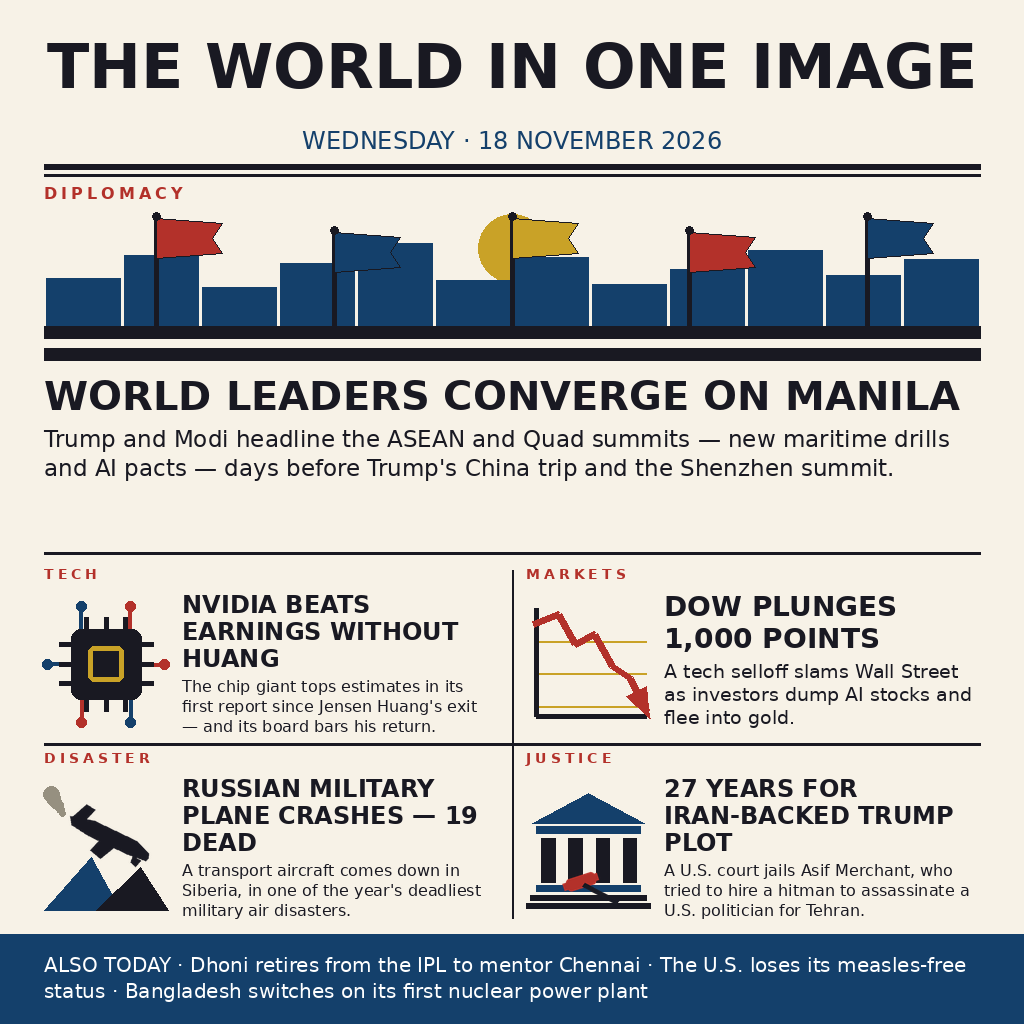 THE WORLD IN ONE IMAGE
WEDNESDAY · 18 NOVEMBER 2026
DIPLOMACY
WORLD LEADERS CONVERGE ON MANILA
Trump and Modi headline the ASEAN and Quad summits — new maritime drills
and AI pacts — days before Trump's China trip and the Shenzhen summit.
TECH
NVIDIA BEATS
EARNINGS WITHOUT
HUANG
The chip giant tops estimates in its
first report since Jensen Huang's exit
— and its board bars his return.
MARKETS
DOW PLUNGES
1,000 POINTS
A tech selloff slams Wall Street
as investors dump AI stocks and
flee into gold.
DISASTER
RUSSIAN MILITARY
PLANE CRASHES — 19
DEAD
A transport aircraft comes down in
Siberia, in one of the year's deadliest
military air disasters.
JUSTICE
27 YEARS FOR
IRAN-BACKED TRUMP
PLOT
A U.S. court jails Asif Merchant, who
tried to hire a hitman to assassinate a
U.S. politician for Tehran.
ALSO TODAY · Dhoni retires from the IPL to mentor Chennai · The U.S. loses its measles-free
status · Bangladesh switches on its first nuclear power plant